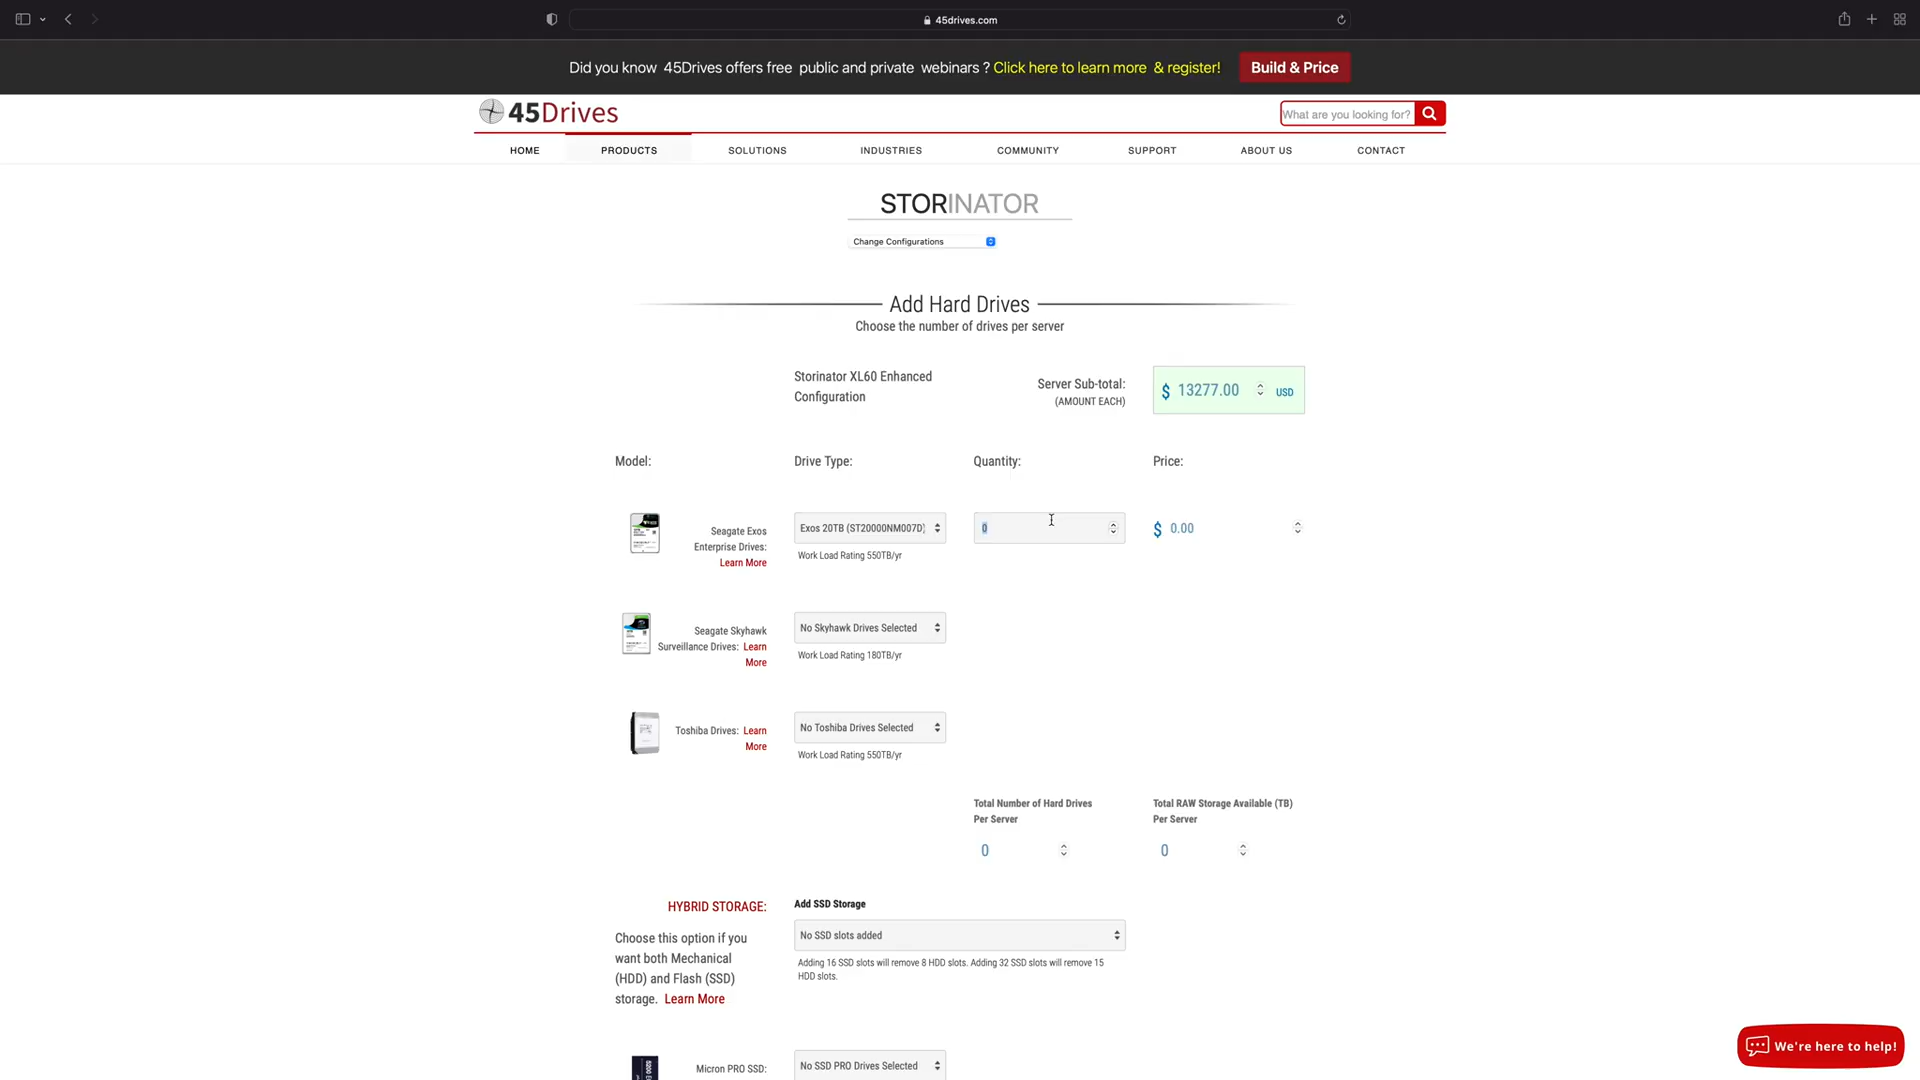 45drives.com
Did you know 45Drives offers free public and private webinars ? Click here to learn more & register!
Build & Price
45Drives
What are you looking for?
HOME
PRODUCTS
SOLUTIONS
INDUSTRIES
COMMUNITY
SUPPORT
ABOUT US
CONTACT
STORINATOR
Change Configurations
Add Hard Drives
Choose the number of drives per server
Storinator XL60 Enhanced
Configuration
Server Sub-total:
(AMOUNT EACH)
$ 13277.00 USD
Model:
Drive Type:
Quantity:
Price:
Seagate Exos
Enterprise Drives:
Learn More
Exos 20TB (ST20000NM007D)
Work Load Rating 550TB/yr
0
$ 0.00
Seagate Skyhawk
Surveillance Drives: Learn
More
No Skyhawk Drives Selected
Work Load Rating 180TB/yr
Toshiba Drives: Learn
More
No Toshiba Drives Selected
Work Load Rating 550TB/yr
Total Number of Hard Drives
Per Server
0
Total RAW Storage Available (TB)
Per Server
0
HYBRID STORAGE:
Choose this option if you
want both Mechanical
(HDD) and Flash (SSD)
storage. Learn More
Add SSD Storage
No SSD slots added
Adding 16 SSD slots will remove 8 HDD slots. Adding 32 SSD slots will remove 15
HDD slots.
Micron PRO SSD:
No SSD PRO Drives Selected
We're here to help!